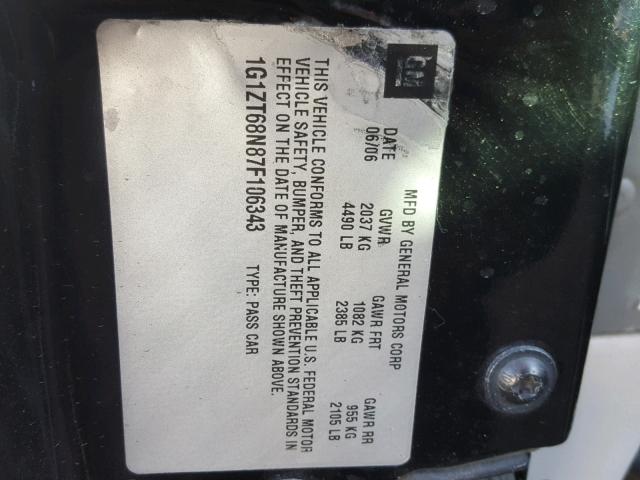 GM
MFD BY GENERAL MOTORS CORP
DATE GVWR GAWR FRT GAWR RR
06/06 2037 KG 1082 KG 955 KG
4490 LB 2385 LB 2105 LB
THIS VEHICLE CONFORMS TO ALL APPLICABLE U.S. FEDERAL MOTOR
VEHICLE SAFETY, BUMPER, AND THEFT PREVENTION STANDARDS IN
EFFECT ON THE DATE OF MANUFACTURE SHOWN ABOVE.
1G1ZT68N87F106343 TYPE: PASS CAR